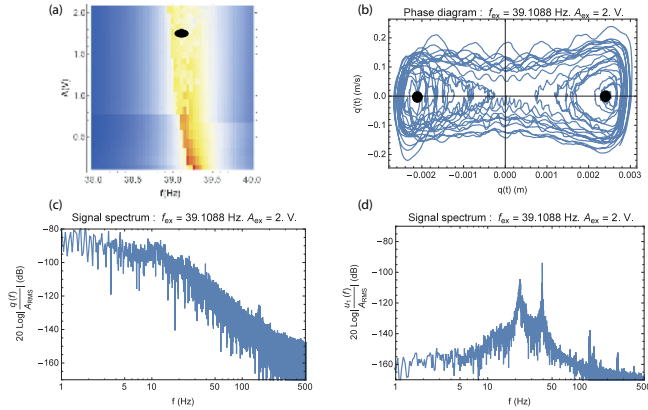 (a)
2.0
1.5
1.0
0.5
A(V)
38.0
38.5
39.0
39.5
40.0
f(Hz)
(b)
Phase diagram : fex = 39.1088 Hz. Aex = 2. V.
0.2
0.1
0.0
-0.1
-0.2
q'(t) (m/s)
-0.002
-0.001
0.000
0.001
0.002
0.003
q(t) (m)
(c)
Signal spectrum : fex = 39.1088 Hz. Aex = 2. V.
-80
-100
-120
-140
-160
20 Log|q (f)/ARMS| (dB)
1
5
10
50
100
500
f (Hz)
(d)
Signal spectrum : fex = 39.1088 Hz. Aex = 2. V.
-80
-100
-120
-140
-160
20 Log|u1 (f)/ARMS| (dB)
1
5
10
50
100
500
f (Hz)